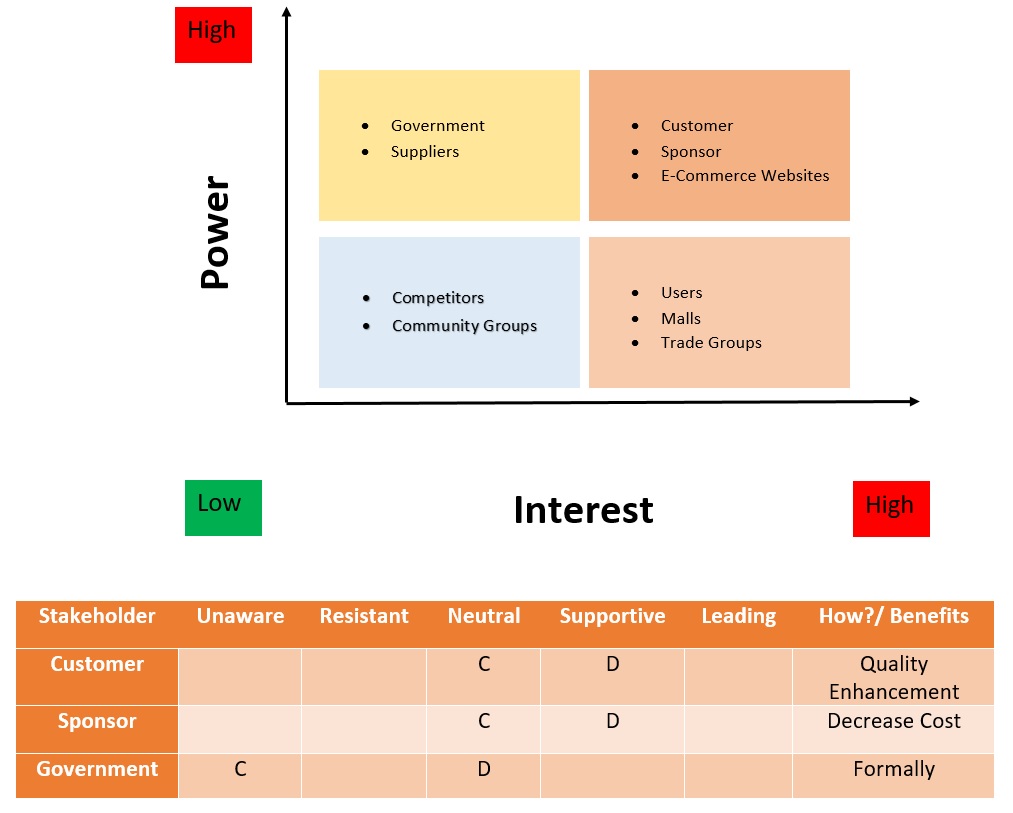 High
Power
• Government
• Suppliers
• Customer
• Sponsor
• E-Commerce Websites
• Competitors
• Community Groups
• Users
• Malls
• Trade Groups
Low
Interest
High
Stakeholder Unaware Resistant Neutral Supportive Leading How?/ Benefits
Customer C D Quality
Enhancement
Sponsor C D Decrease Cost
Government C D Formally